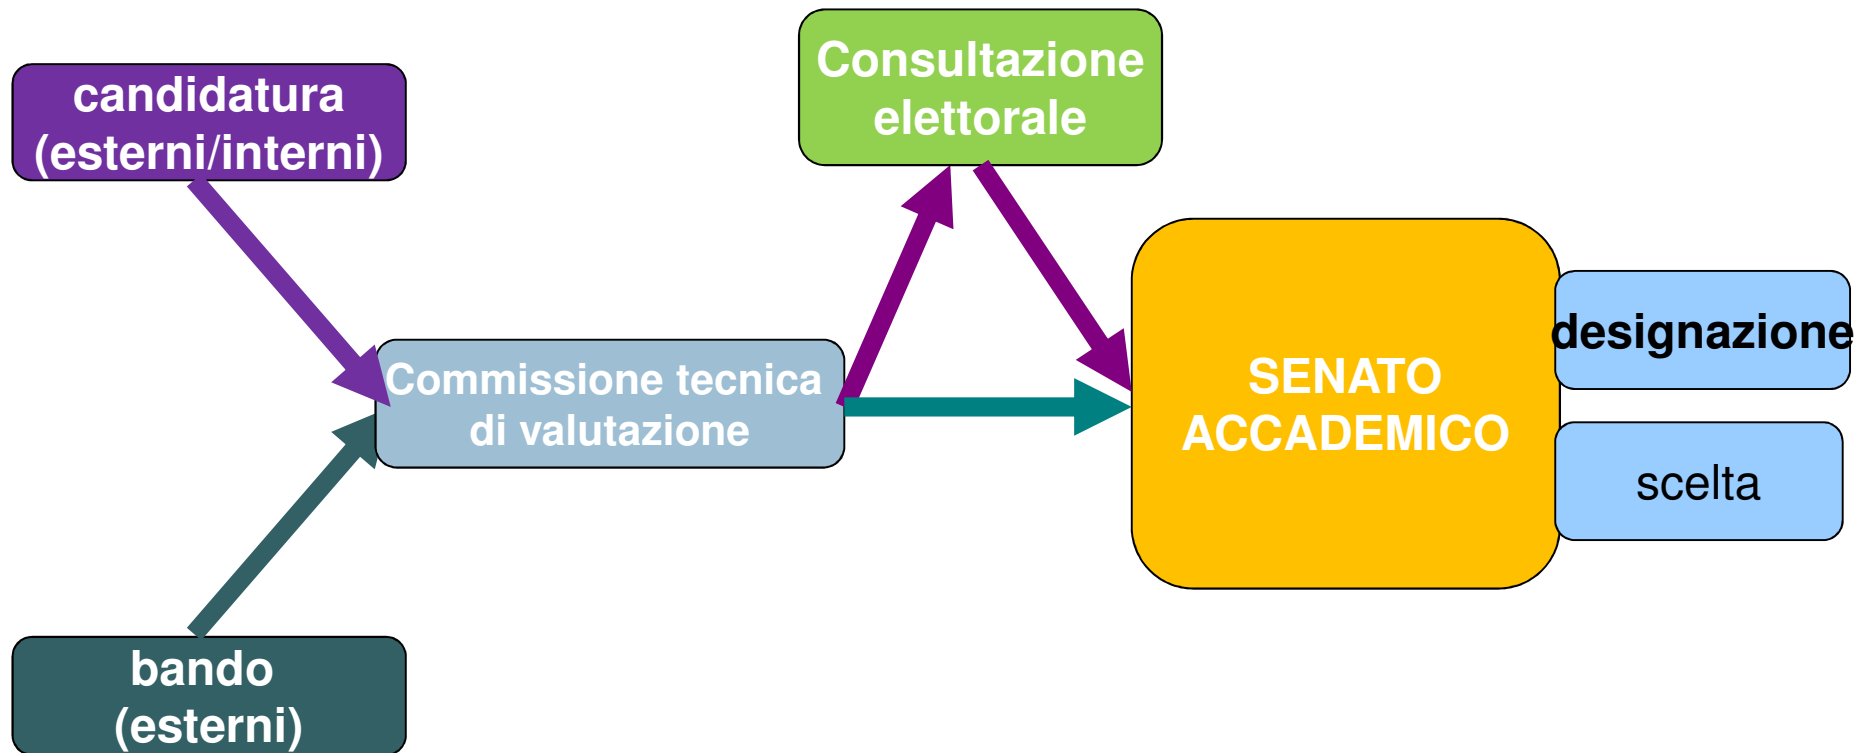 Consultazione
elettorale
candidatura
(esterni/interni)
Commissione tecnica
di valutazione
SENATO
ACCADEMICO
designazione
scelta
bando
(esterni)